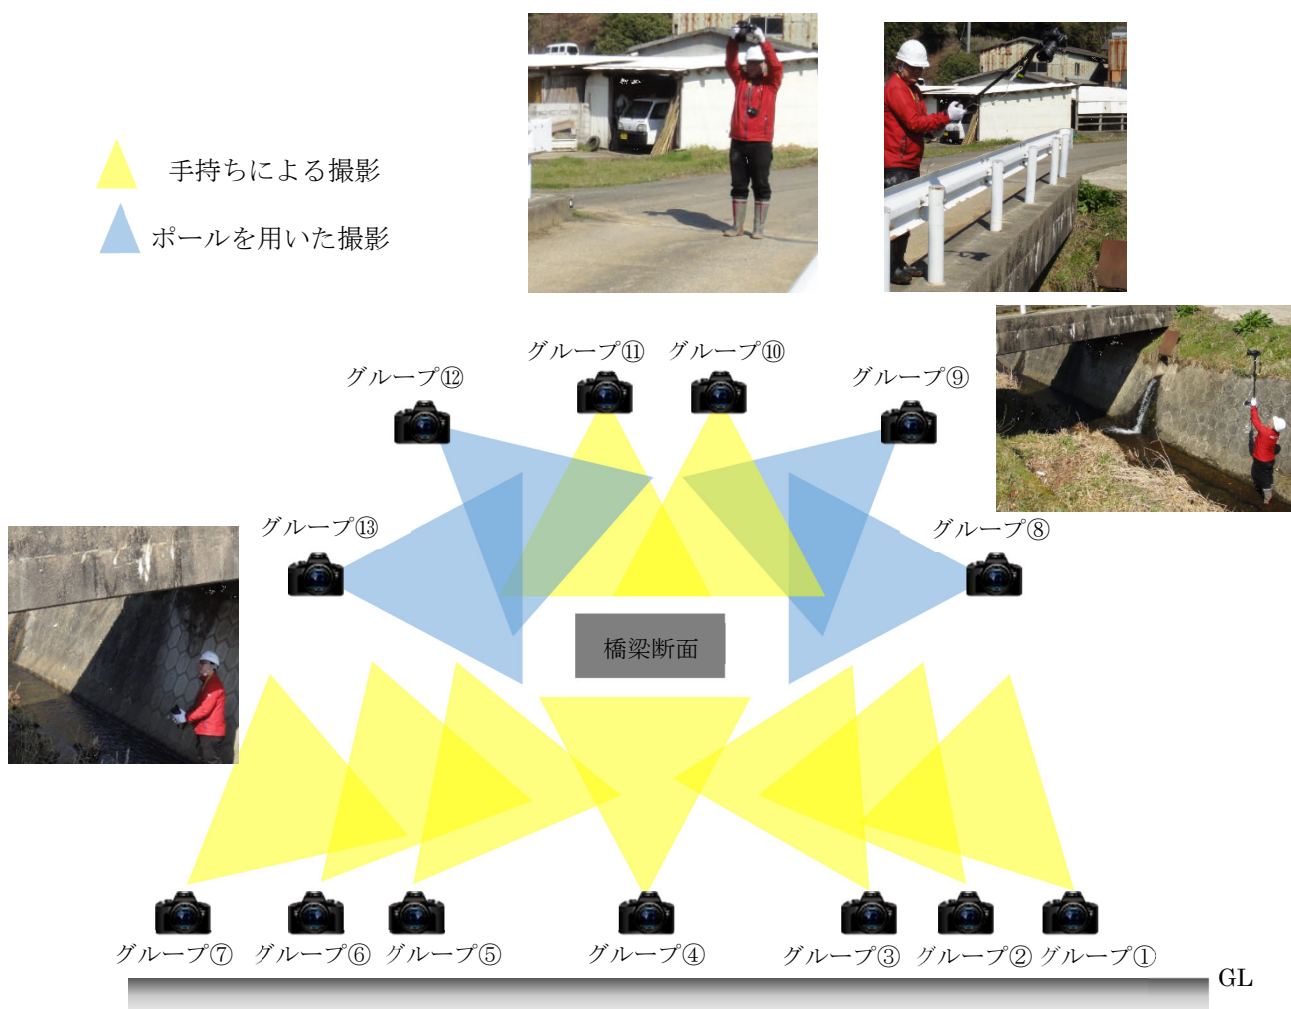 手持ちによる撮影
ポールを用いた撮影
グループ⑪
グループ⑩
グループ⑫
グループ⑨
グループ⑬
グループ⑧
橋梁断面
グループ⑦
グループ⑥
グループ⑤
グループ④
グループ③
グループ②
グループ①
GL